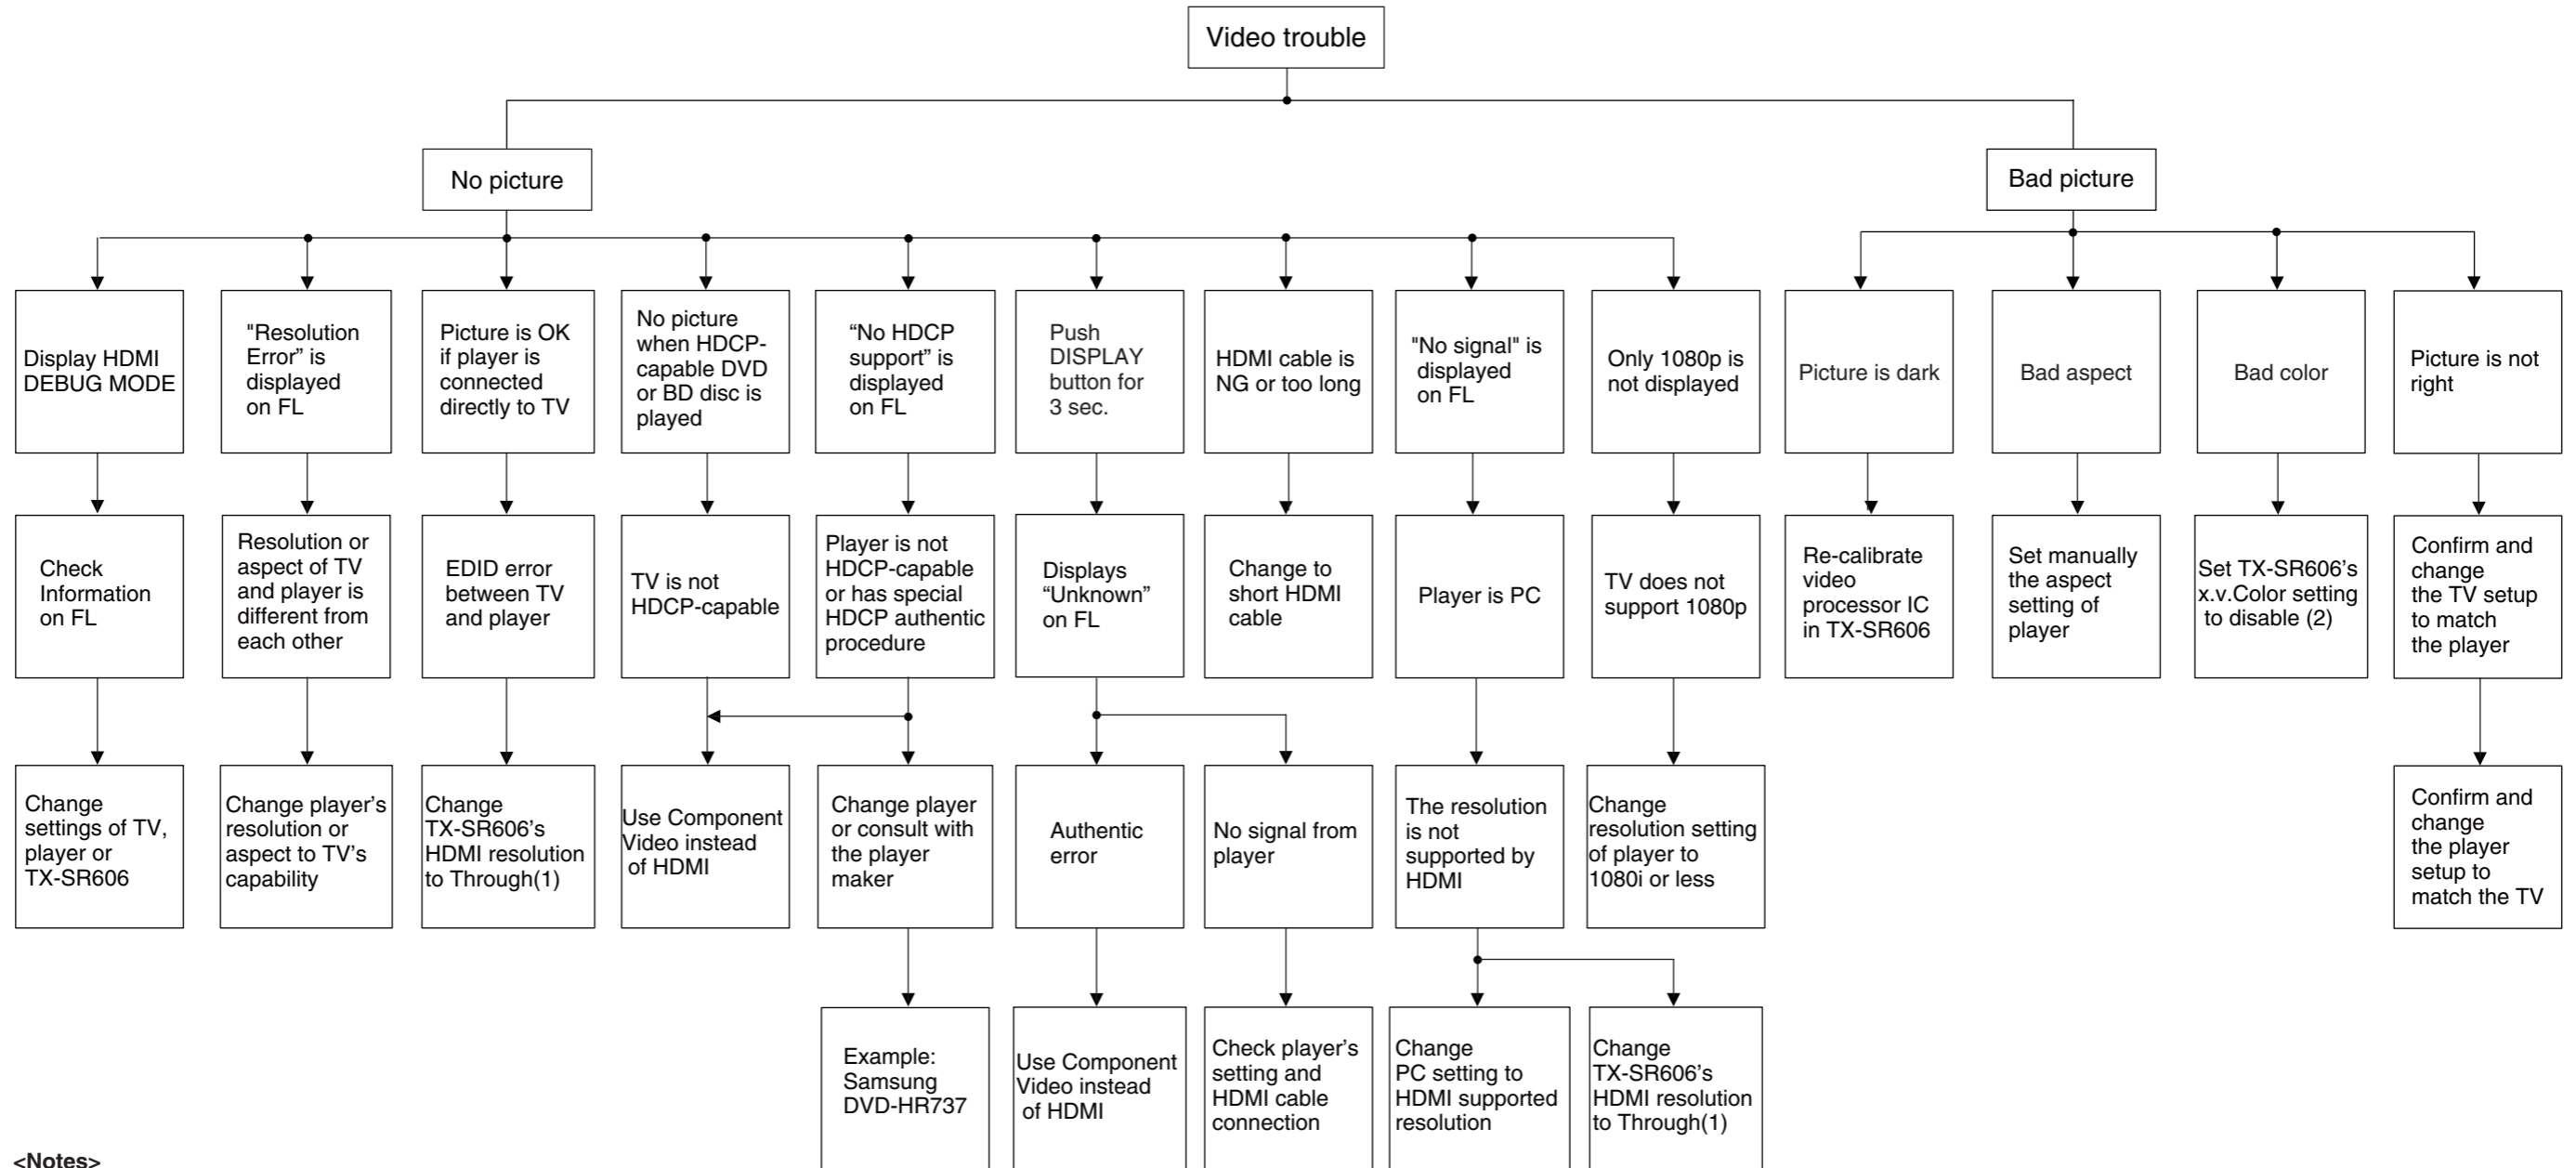 Video trouble
No picture
Bad picture
Display HDMI
DEBUG MODE
"Resolution
Error” is
displayed
on FL
Picture is OK
if player is
connected
directly to TV
No picture
when HDCP-
capable DVD
or BD disc is
played
“No HDCP
support” is
displayed
on FL
Push
DISPLAY
button for
3 sec.
HDMI cable is
NG or too long
"No signal" is
displayed
on FL
Only 1080p is
not displayed
Picture is dark
Bad aspect
Bad color
Picture is not
right
Check
Information
on FL
Resolution or
aspect of TV
and player is
different from
each other
EDID error
between TV
and player
TV is not
HDCP-capable
Player is not
HDCP-capable
or has special
HDCP authentic
procedure
Displays
“Unknown”
on FL
Change to
short HDMI
cable
Player is PC
TV does not
support 1080p
Re-calibrate
video
processor IC
in TX-SR606
Set manually
the aspect
setting of
player
Set TX-SR606’s
x.v.Color setting
to disable (2)
Confirm and
change
the TV setup
to match
the player
Change
settings of TV,
player or
TX-SR606
Change player’s
resolution or
aspect to TV’s
capability
Change
TX-SR606’s
HDMI resolution
to Through(1)
Use Component
Video instead
of HDMI
Change player
or consult with
the player
maker
Authentic
error
No signal from
player
The resolution
is not
supported by
HDMI
Change
resolution setting
of player to
1080i or less
Confirm and
change
the player
setup to
match the TV
Example:
Samsung
DVD-HR737
Use Component
Video instead
of HDMI
Check player’s
setting and
HDMI cable
connection
Change
PC setting to
HDMI supported
resolution
Change
TX-SR606’s
HDMI resolution
to Through(1)
<Notes>